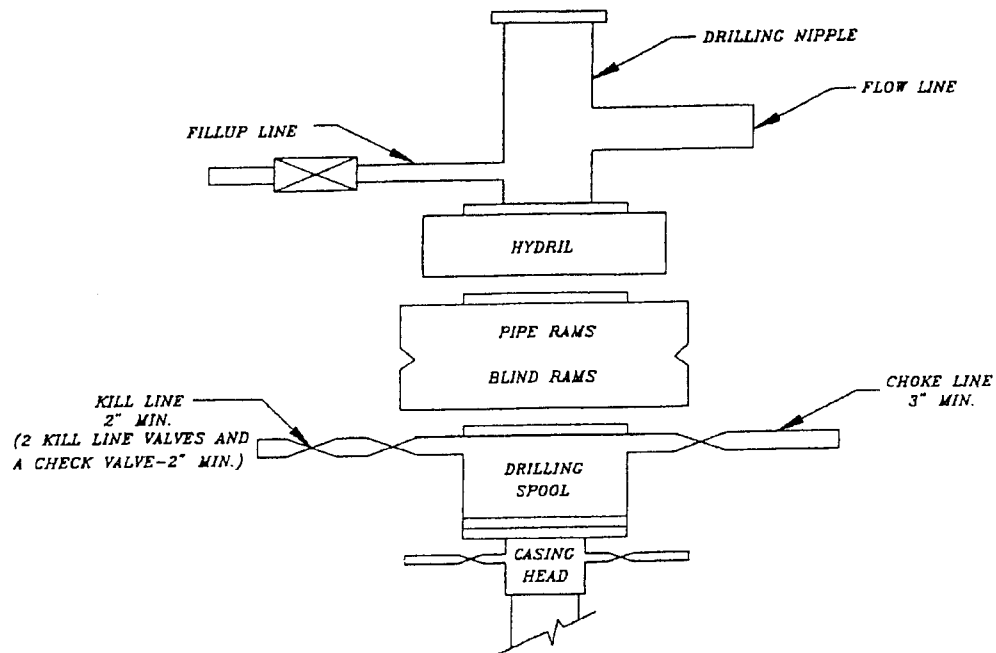 DRILLING NIPPLE
FLOW LINE
FILLUP LINE
HYDRIL
PIPE RAMS
BLIND RAMS
KILL LINE
2" MIN.
(2 KILL LINE VALVES AND
A CHECK VALVE-2" MIN.)
CHOKE LINE
3" MIN.
DRILLING
SPOOL
CASING
HEAD